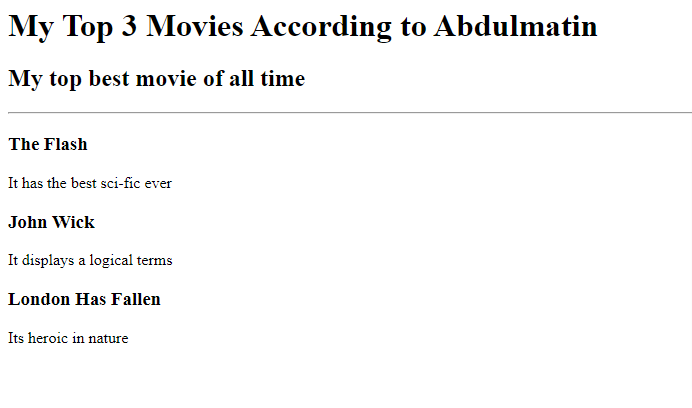 My Top 3 Movies According to Abdulmatin
My top best movie of all time
The Flash
It has the best sci-fic ever
John Wick
It displays a logical terms
London Has Fallen
Its heroic in nature